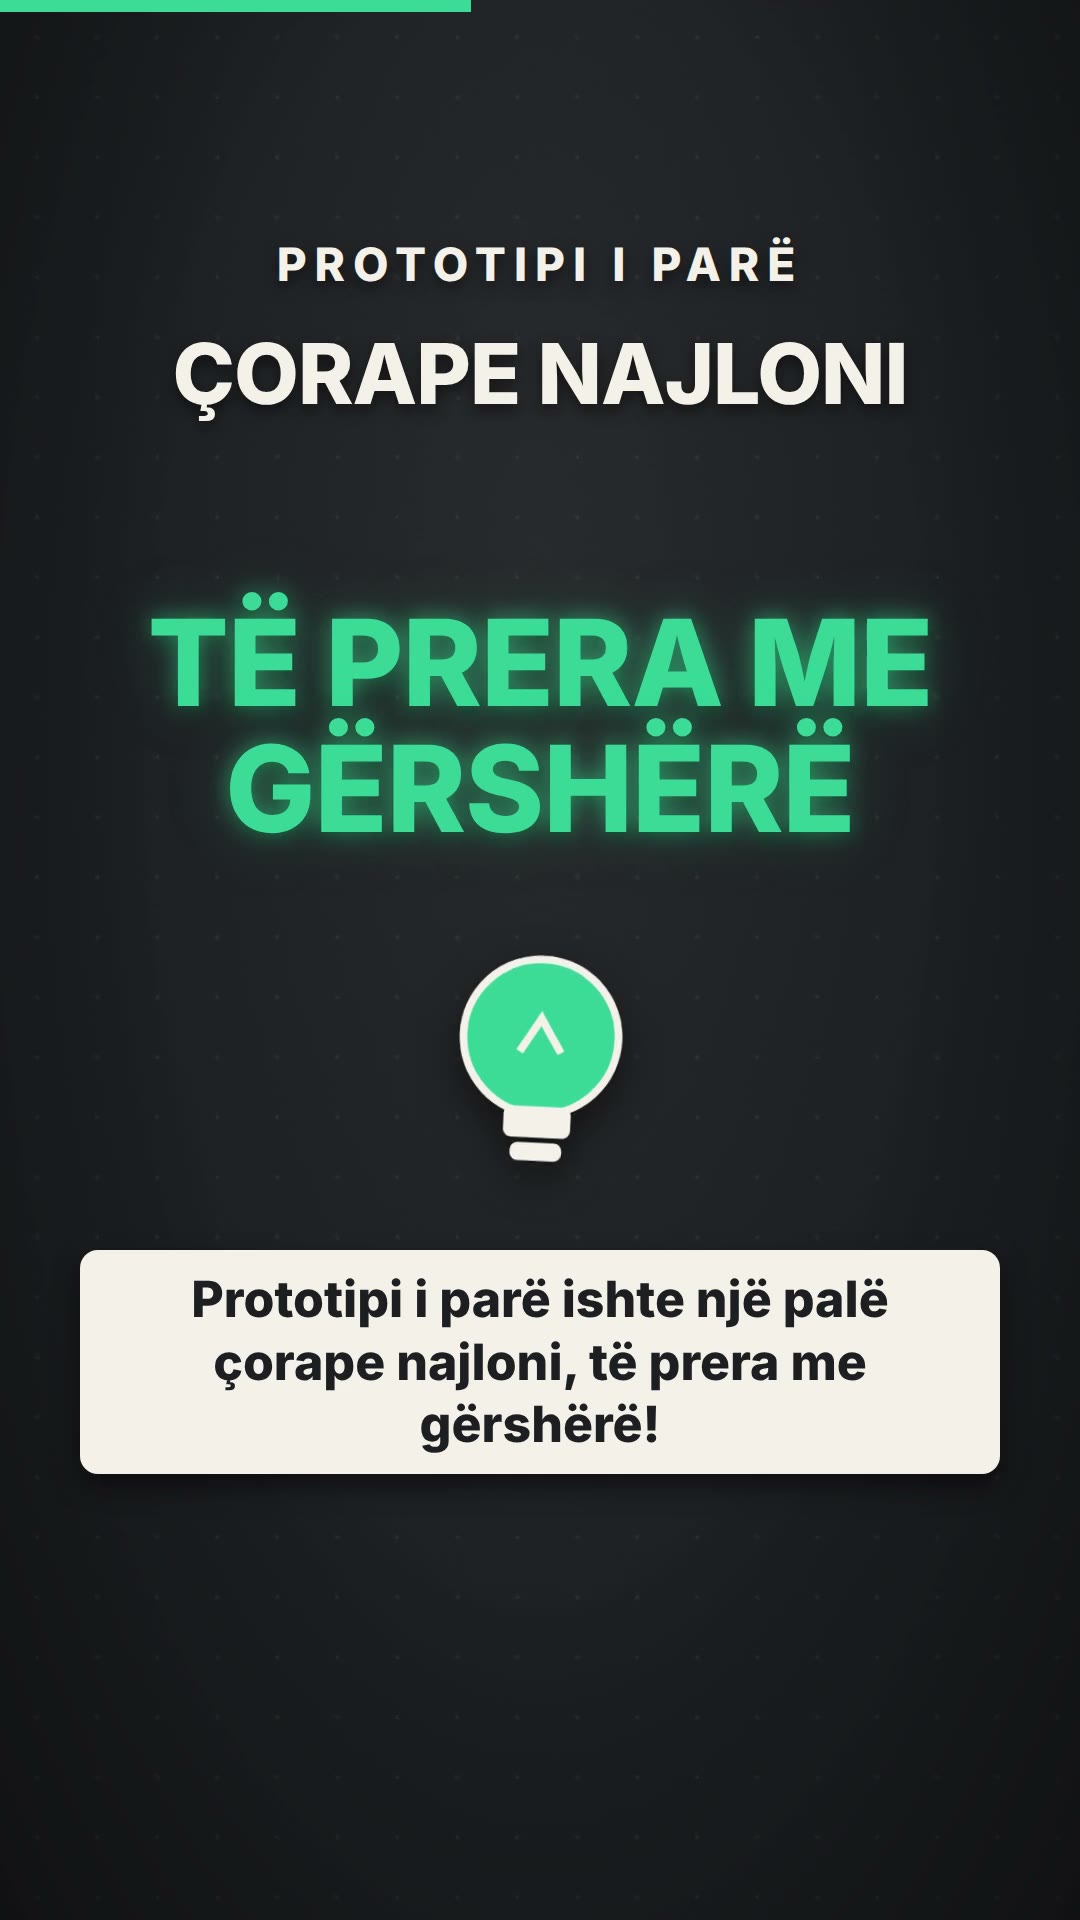 PROTOTIPI I PARË
ÇORAPE NAJLONI
TË PRERA ME
GËRSHËRË
Prototipi i parë ishte një palë
çorape najloni, të prera me
gërshërë!